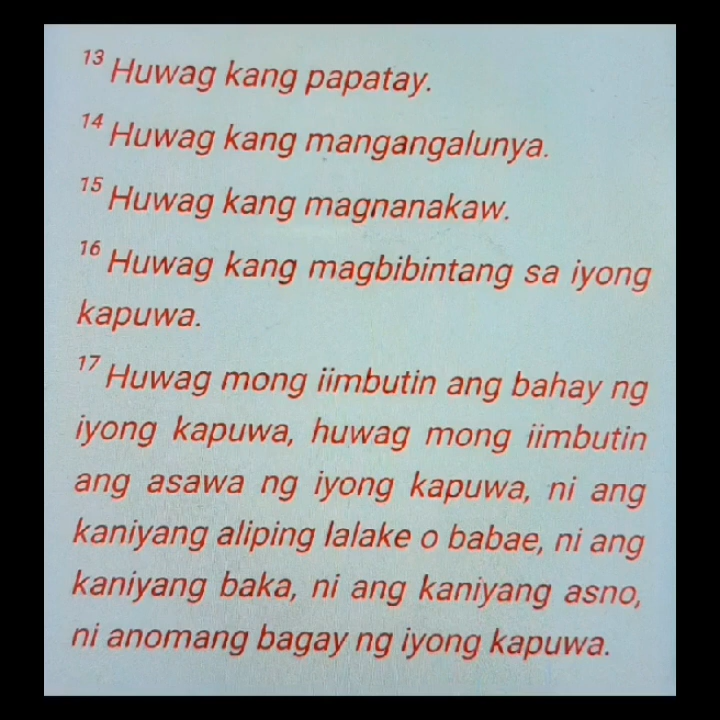 13 Huwag kang papatay.
14 Huwag kang mangangalunya.
15 Huwag kang magnanakaw.
16 Huwag kang magbibintang sa iyong
kapuwa.
17 Huwag mong iimbutin ang bahay ng
iyong kapuwa, huwag mong iimbutin
ang asawa ng iyong kapuwa, ni ang
kaniyang aliping lalake o babae, ni ang
kaniyang baka, ni ang kaniyang asno,
ni anomang bagay ng iyong kapuwa.